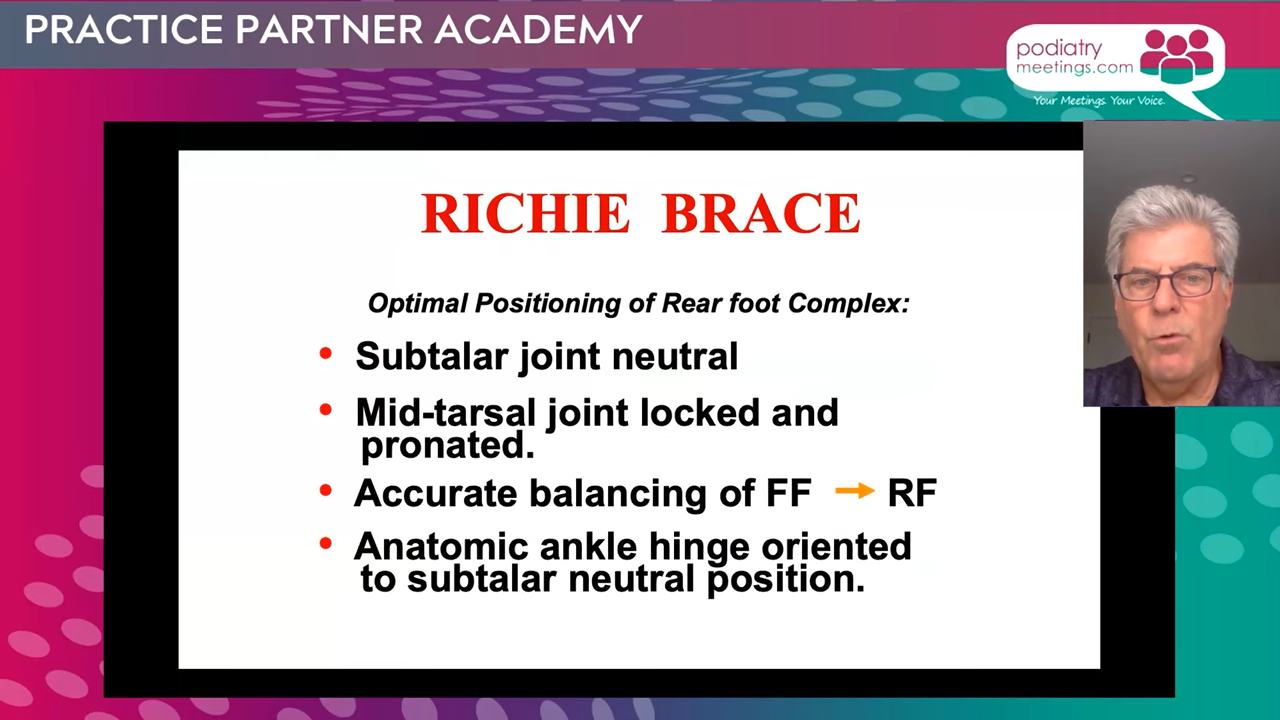 PRACTICE PARTNER ACADEMY
podiatry
meetings.com
Your Meetings. Your Voice.
RICHIE BRACE
Optimal Positioning of Rear foot Complex:
• Subtalar joint neutral
• Mid-tarsal joint locked and
pronated.
• Accurate balancing of FF → RF
• Anatomic ankle hinge oriented
to subtalar neutral position.